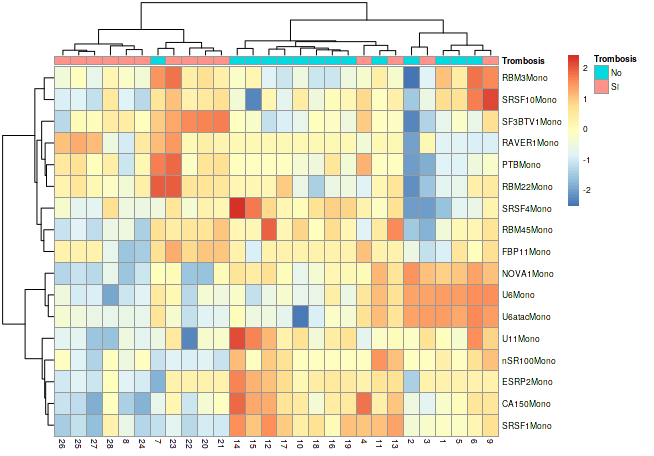 Trombosis
RBM3Mono
SRSF10Mono
SF3BTV1Mono
RAVER1Mono
PTBMono
RBM22Mono
SRSF4Mono
RBM45Mono
FBP11Mono
NOVA1Mono
U6Mono
U6atacMono
U11Mono
nSR100Mono
ESRP2Mono
CA150Mono
SRSF1Mono
26 25 27 28 8 24 7 23 22 20 21 14 15 12 17 10 18 16 19 4 11 13 2 3 1 5 6 9
2
1
0
-1
-2
Trombosis
No
SI